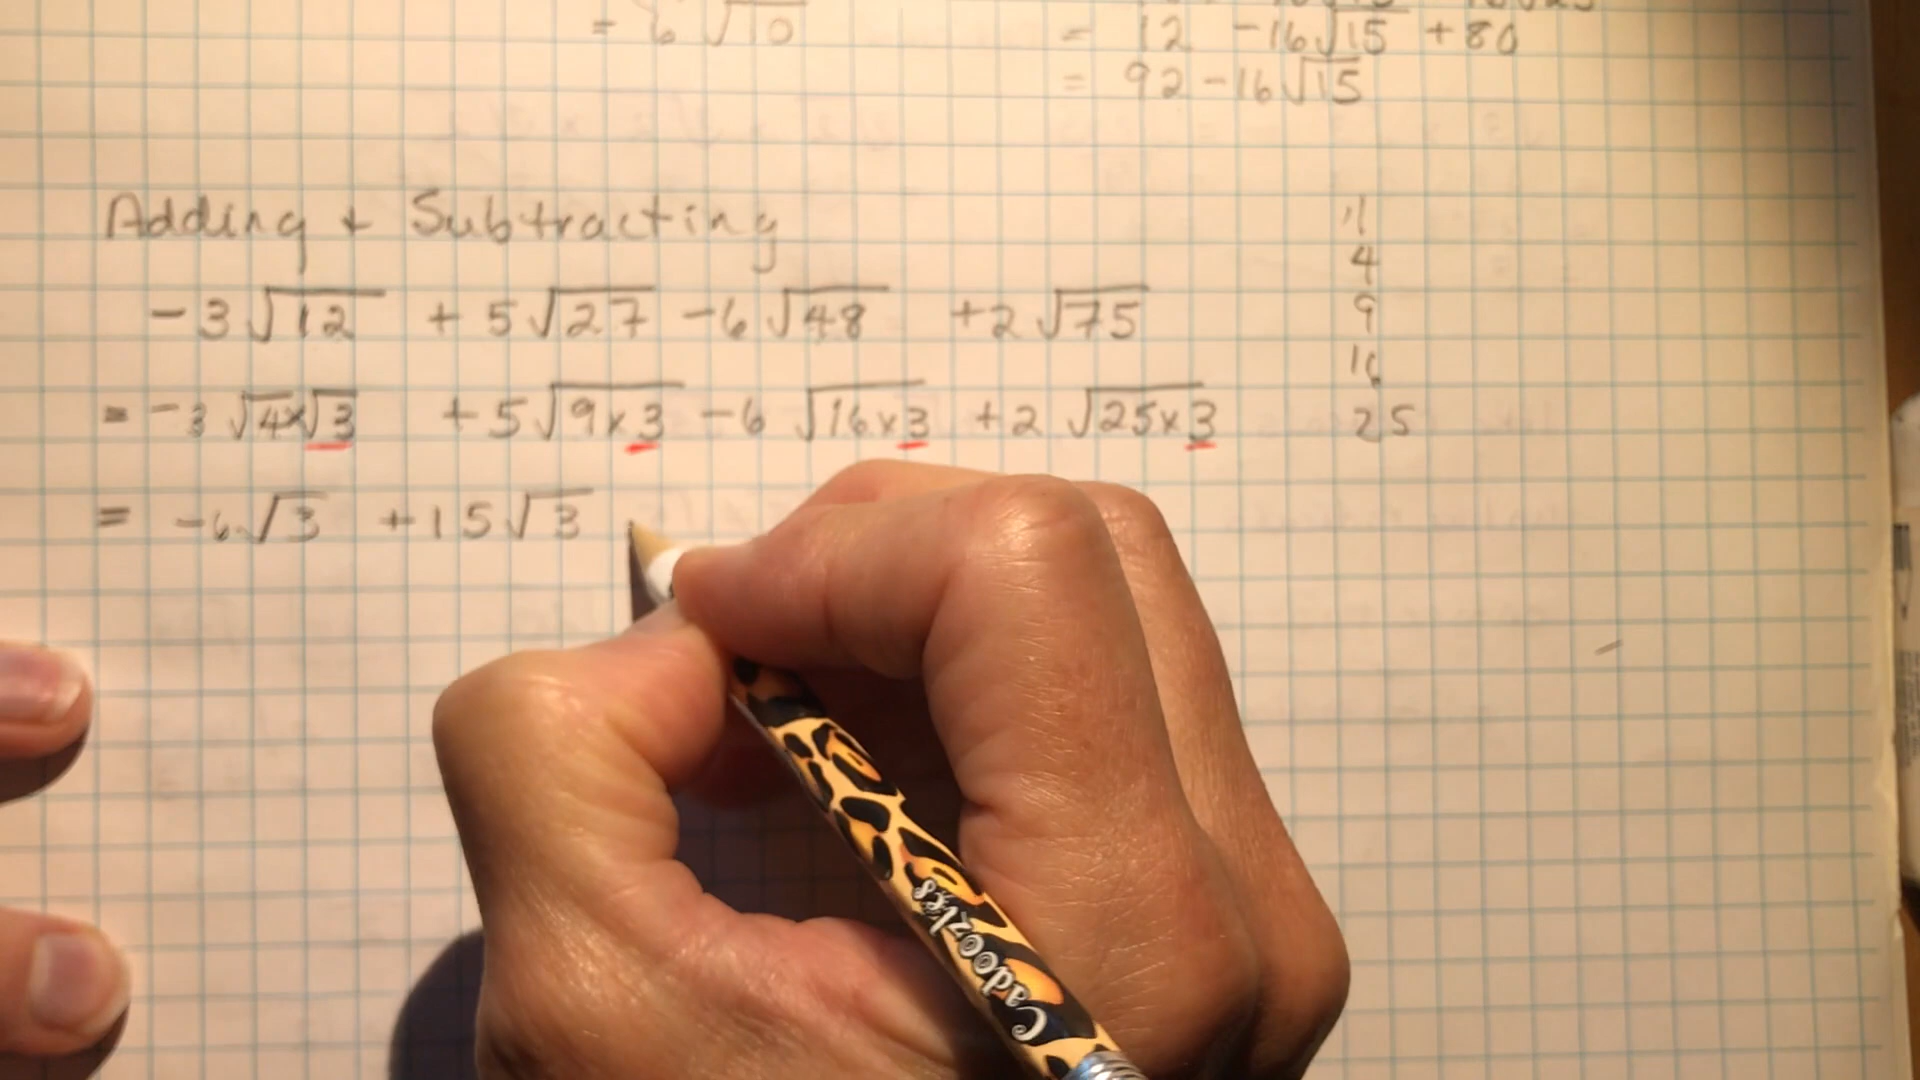 = 6√10
= 12 -16√15 +80
= 92 -16√15
Adding + Subtracting
-3√12 +5√27 -6√48 +2√75
= -3√4×√3 +5√9×3 -6√16×3 +2√25×3
= -6√3 +15√3
1
4
9
16
25
Cadoozles